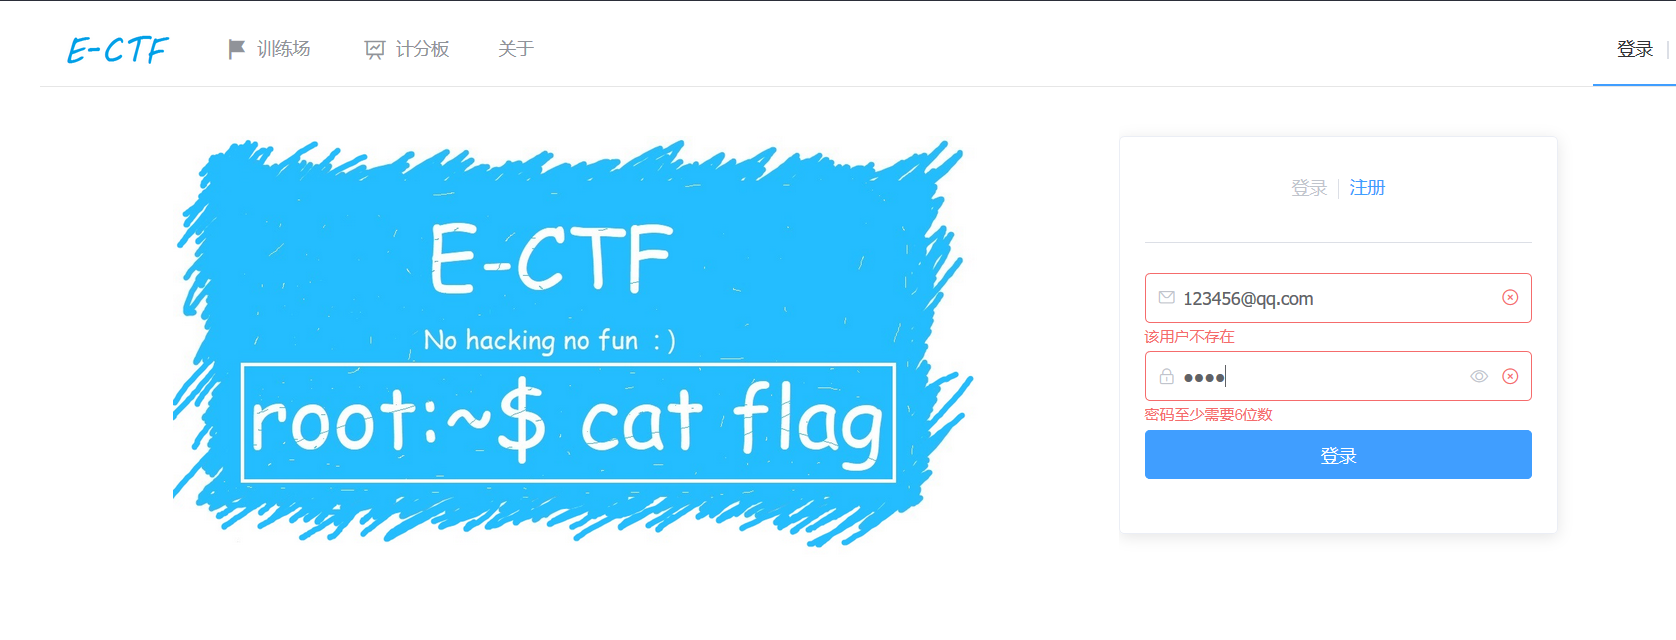 E-CTF 训练场 计分板 关于 登录
E-CTF
No hacking no fun :)
root:~$ cat flag
登录 注册
123456@qq.com
该用户不存在
密码至少需要6位数
登录